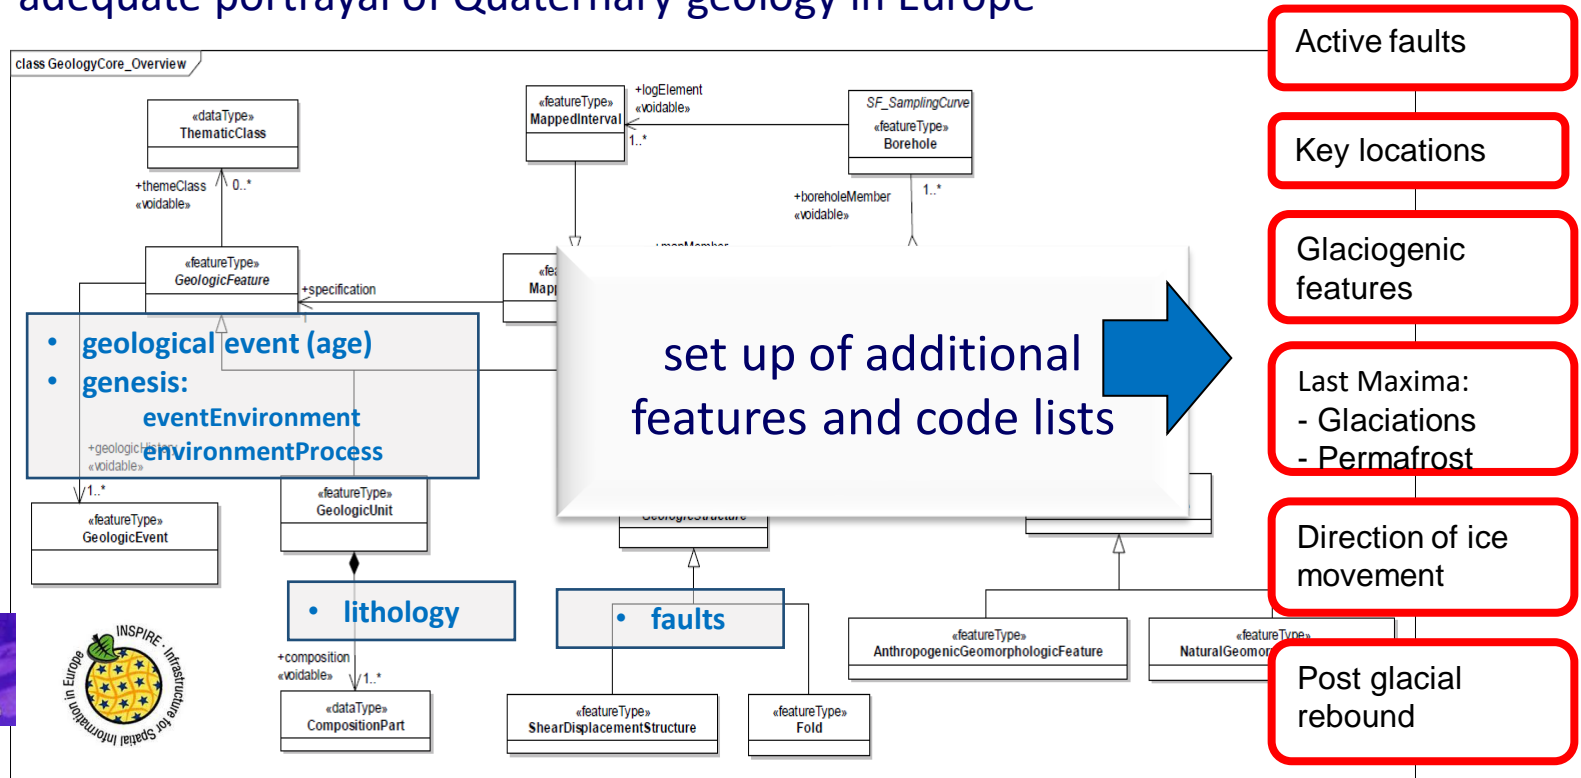 adequate portrayal of Quaternary geology in Europe
class GeologyCore_Overview
«dataType»
ThematicClass
+themeClass
0..*
«voidable»
«featureType»
GeologicFeature
+specification
«featureType»
MappedInterval
+logElement
«voidable»
1..*
SF_SamplingCurve
«featureType»
Borehole
+boreholeMember
«voidable»
1..*
set up of additional
features and code lists
• geological event (age)
• genesis:
eventEnvironment
environmentProcess
+geologicHistory
«voidable»
1..*
«featureType»
GeologicEvent
«featureType»
GeologicUnit
• lithology
+composition
«voidable»
1..*
«dataType»
CompositionPart
GeologicStructure
• faults
«featureType»
ShearDisplacementStructure
«featureType»
Fold
«featureType»
AnthropogenicGeomorphologicFeature
«featureType»
NaturalGeomor
INSPIRE · Infrastructure for Spatial Information in Europe
Active faults
Key locations
Glaciogenic
features
Last Maxima:
- Glaciations
- Permafrost
Direction of ice
movement
Post glacial
rebound